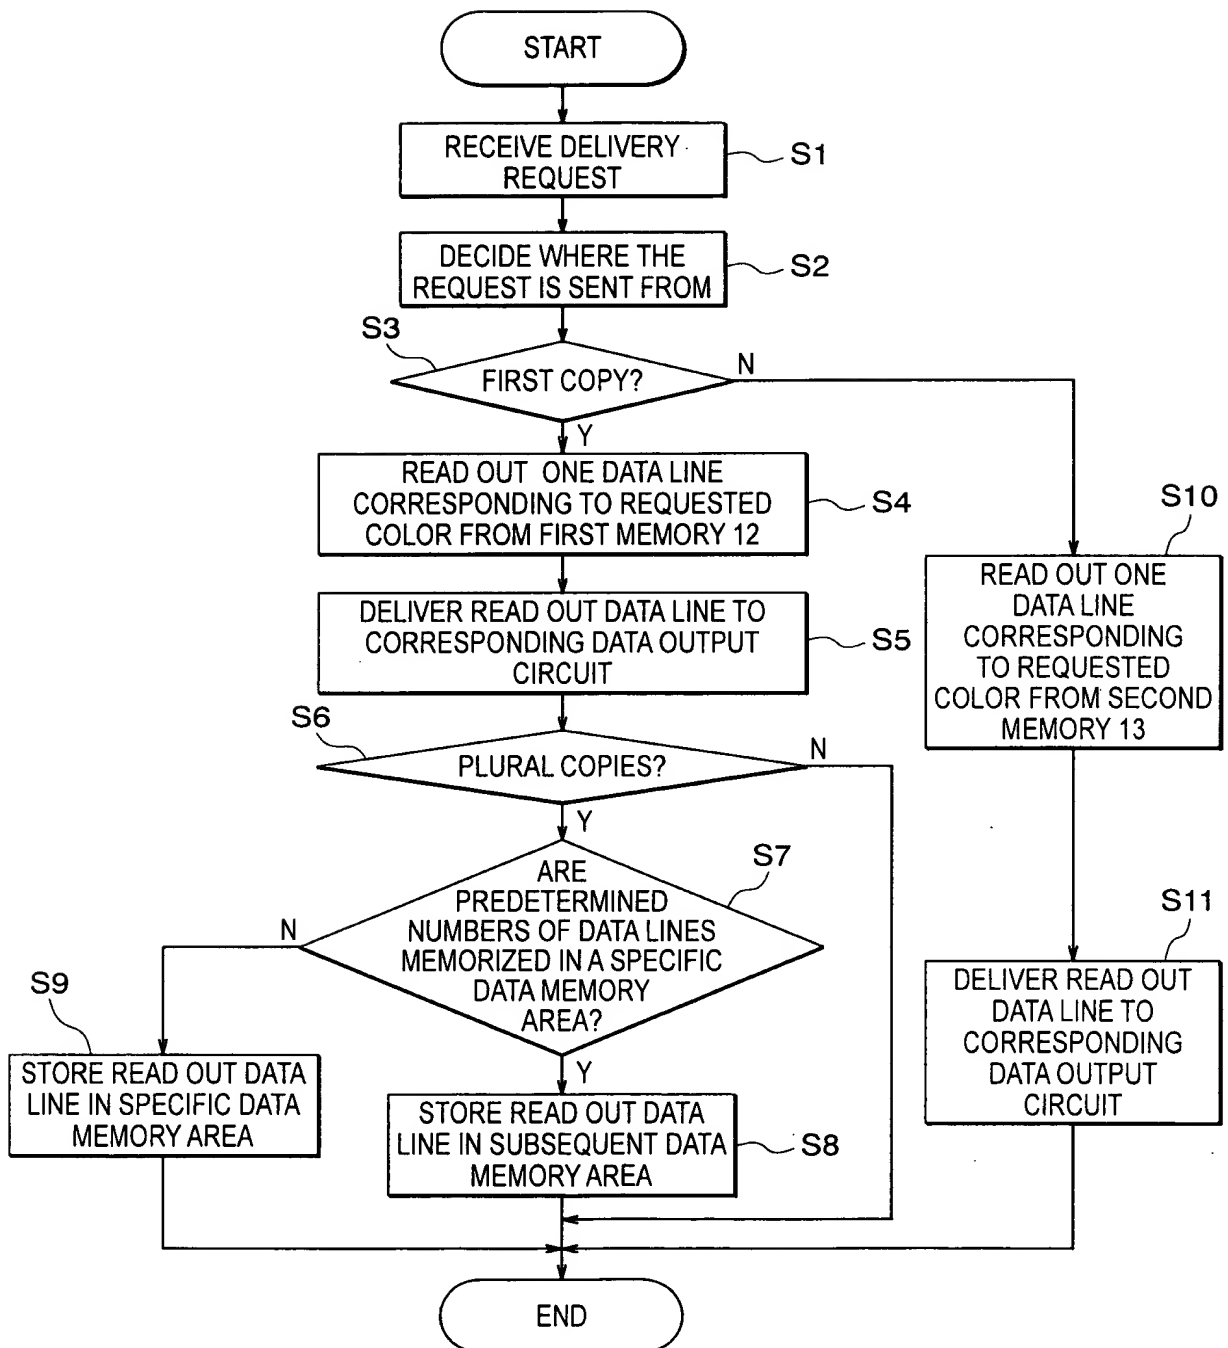 START
RECEIVE DELIVERY
REQUEST
S1
DECIDE WHERE THE
REQUEST IS SENT FROM
S2
S3
FIRST COPY?
N
Y
READ OUT ONE DATA LINE
CORRESPONDING TO REQUESTED
COLOR FROM FIRST MEMORY 12
S4
DELIVER READ OUT DATA LINE TO
CORRESPONDING DATA OUTPUT
CIRCUIT
S5
S6
PLURAL COPIES?
N
Y
ARE
PREDETERMINED
NUMBERS OF DATA LINES
MEMORIZED IN A SPECIFIC
DATA MEMORY
AREA?
S7
N
Y
S9
STORE READ OUT DATA
LINE IN SPECIFIC DATA
MEMORY AREA
STORE READ OUT DATA
LINE IN SUBSEQUENT DATA
MEMORY AREA
S8
S10
READ OUT ONE
DATA LINE
CORRESPONDING
TO REQUESTED
COLOR FROM SECOND
MEMORY 13
S11
DELIVER READ OUT
DATA LINE TO
CORRESPONDING
DATA OUTPUT
CIRCUIT
END